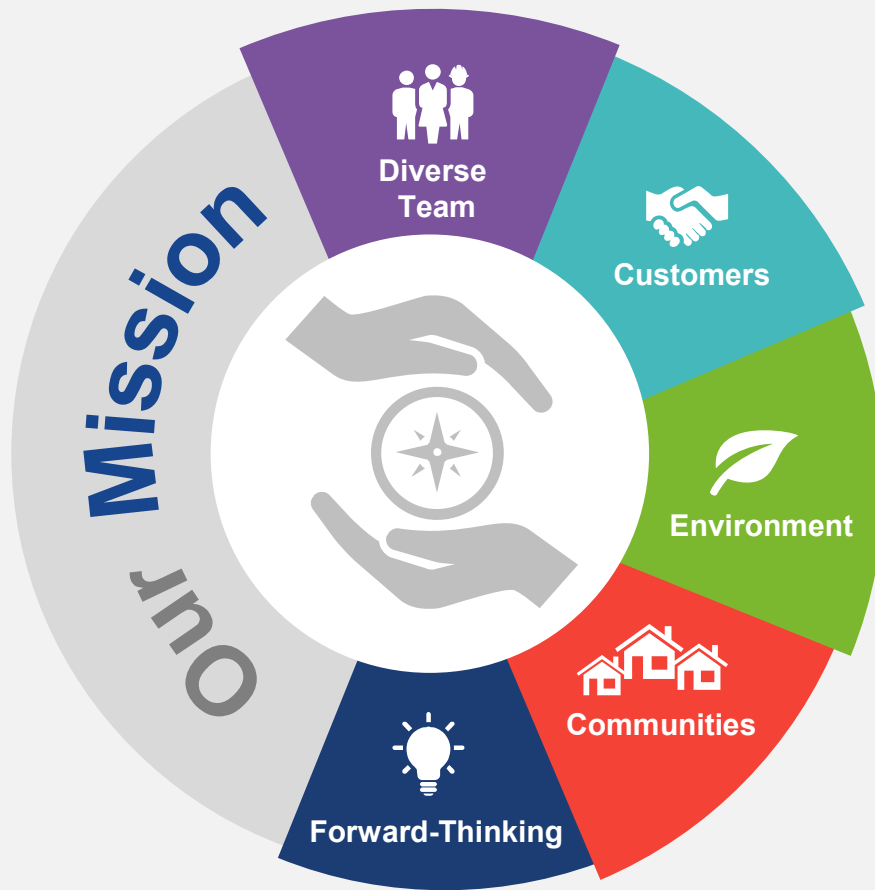 Our Mission
Diverse
Team
Customers
Environment
Communities
Forward-Thinking